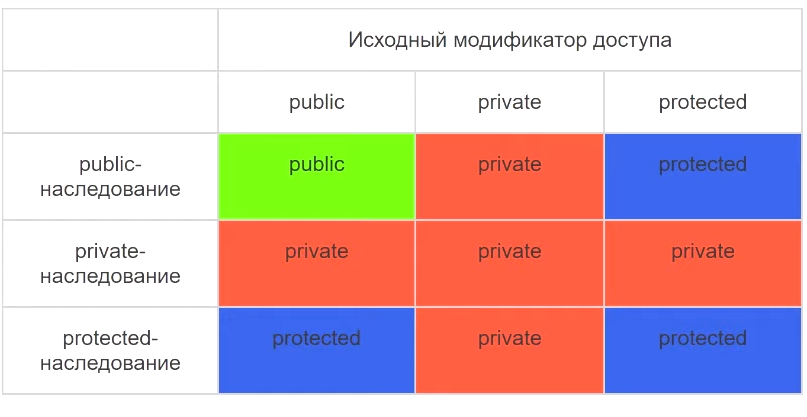 Исходный модификатор доступа
public private protected
public-
наследование
public private protected
private-
наследование
private private private
protected-
наследование
protected private protected